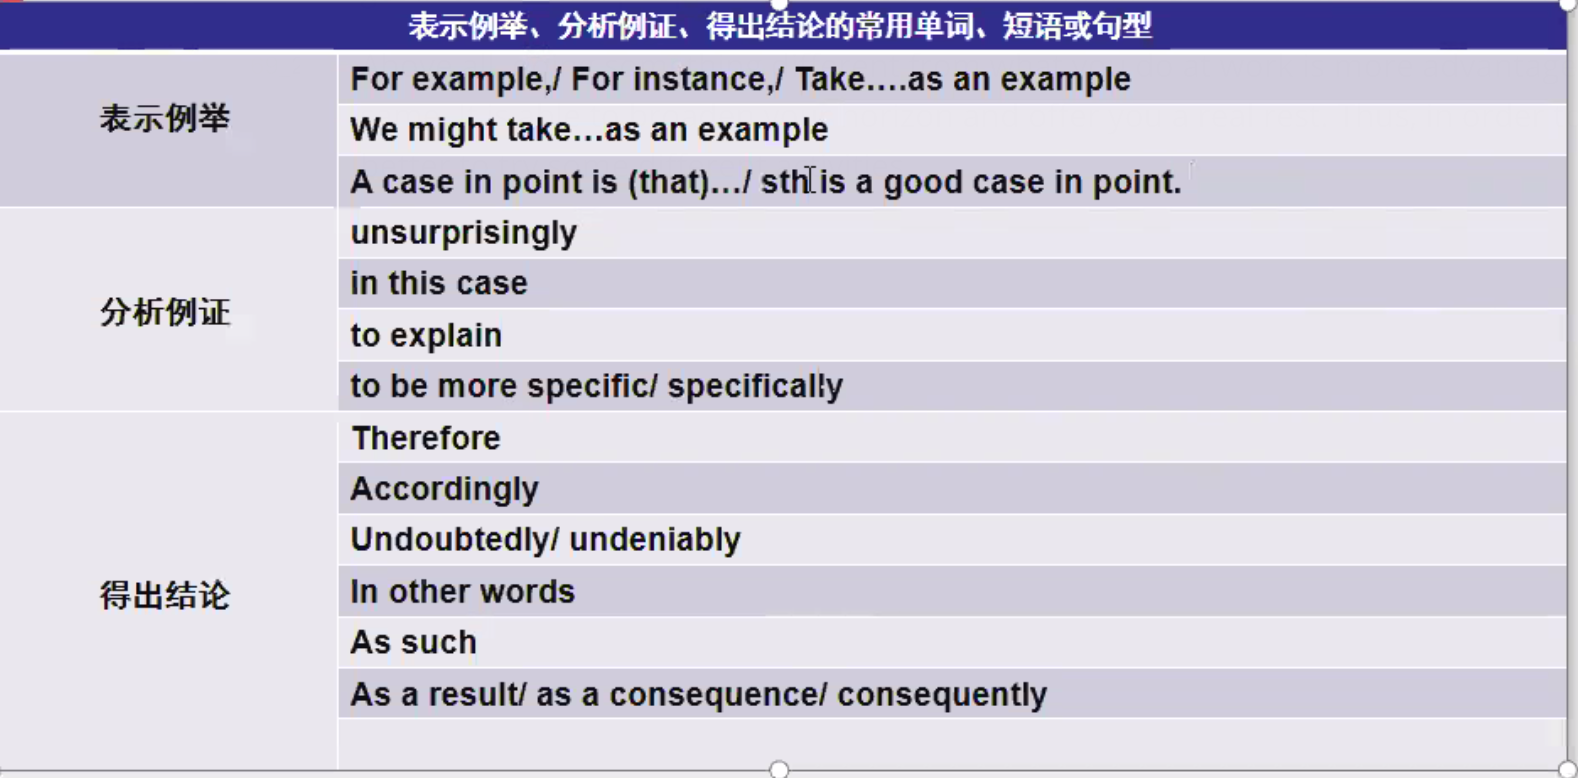 表示例举、分析例证、得出结论的常用单词、短语或句型
表示例举
For example,/ For instance,/ Take....as an example
We might take...as an example
A case in point is (that).../ sth is a good case in point.
分析例证
unsurprisingly
in this case
to explain
to be more specific/ specifically
得出结论
Therefore
Accordingly
Undoubtedly/ undeniably
In other words
As such
As a result/ as a consequence/ consequently